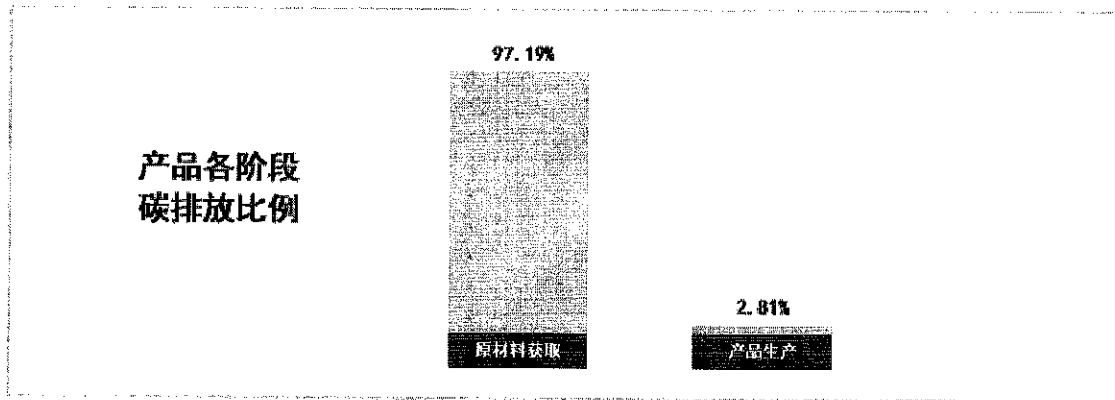 产品各阶段
碳排放比例
97.19%
原材料获取
2.81%
产品生产